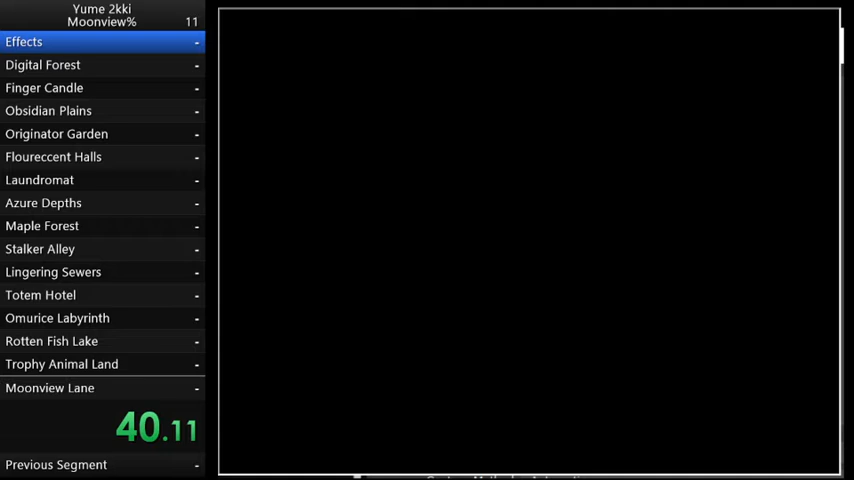 Yume 2kki
Moonview% 11
Effects -
Digital Forest -
Finger Candle -
Obsidian Plains -
Originator Garden -
Floureccent Halls -
Laundromat -
Azure Depths -
Maple Forest -
Stalker Alley -
Lingering Sewers -
Totem Hotel -
Omurice Labyrinth -
Rotten Fish Lake -
Trophy Animal Land -
Moonview Lane -
40.11
Previous Segment -